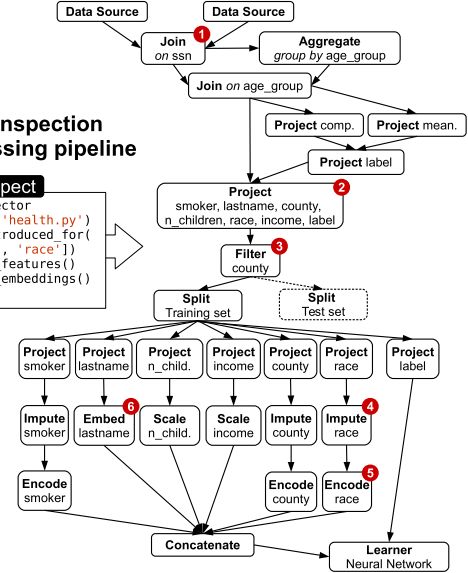 Data Source
Data Source
Join
on ssn
1
Aggregate
group by age_group
Join on age_group
Project comp.
Project mean.
Project label
nspection
ssing pipeline
pect
ector
'health.py')
troduced_for(
, 'race'])
_features()
_embeddings()
Project
smoker, lastname, county,
n_children, race, income, label
2
Filter
county
3
Split
Training set
Split
Test set
Project
smoker
Project
lastname
Project
n_child.
Project
income
Project
county
Project
race
Project
label
Impute
smoker
Embed
lastname
6
Scale
n_child.
Scale
income
Impute
county
Impute
race
4
Encode
smoker
Encode
county
Encode
race
5
Concatenate
Learner
Neural Network